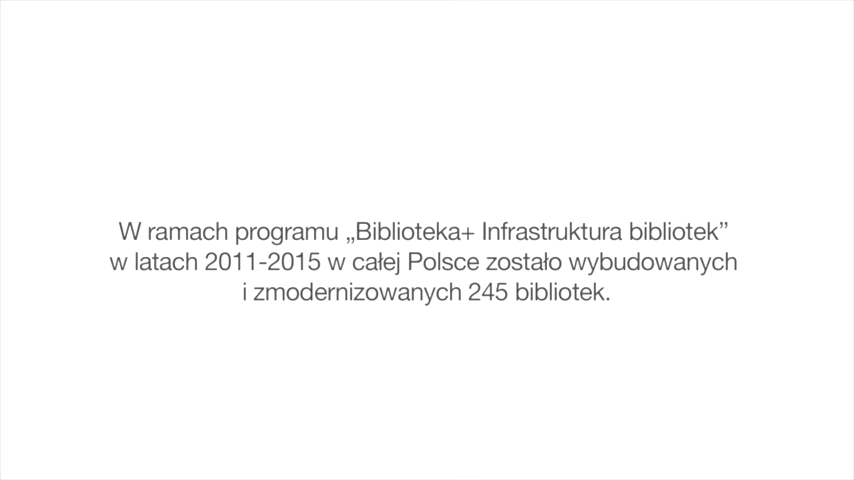 W ramach programu „Biblioteka+ Infrastruktura bibliotek”
w latach 2011-2015 w całej Polsce zostało wybudowanych
i zmodernizowanych 245 bibliotek.